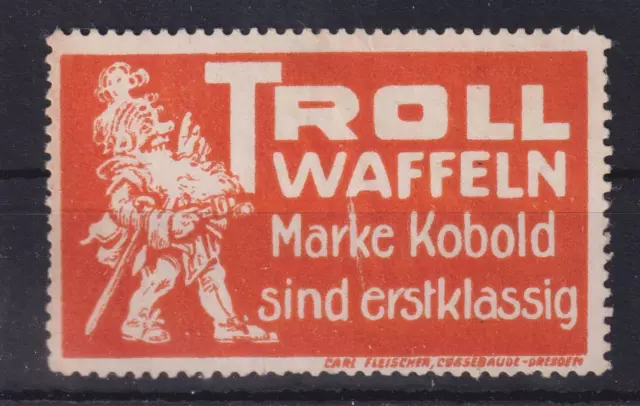 TROLL
WAFFELN
Marke Kobold
sind erstklassig
CARL FLEISCHER, COSSEBAUDE-DRESDEN